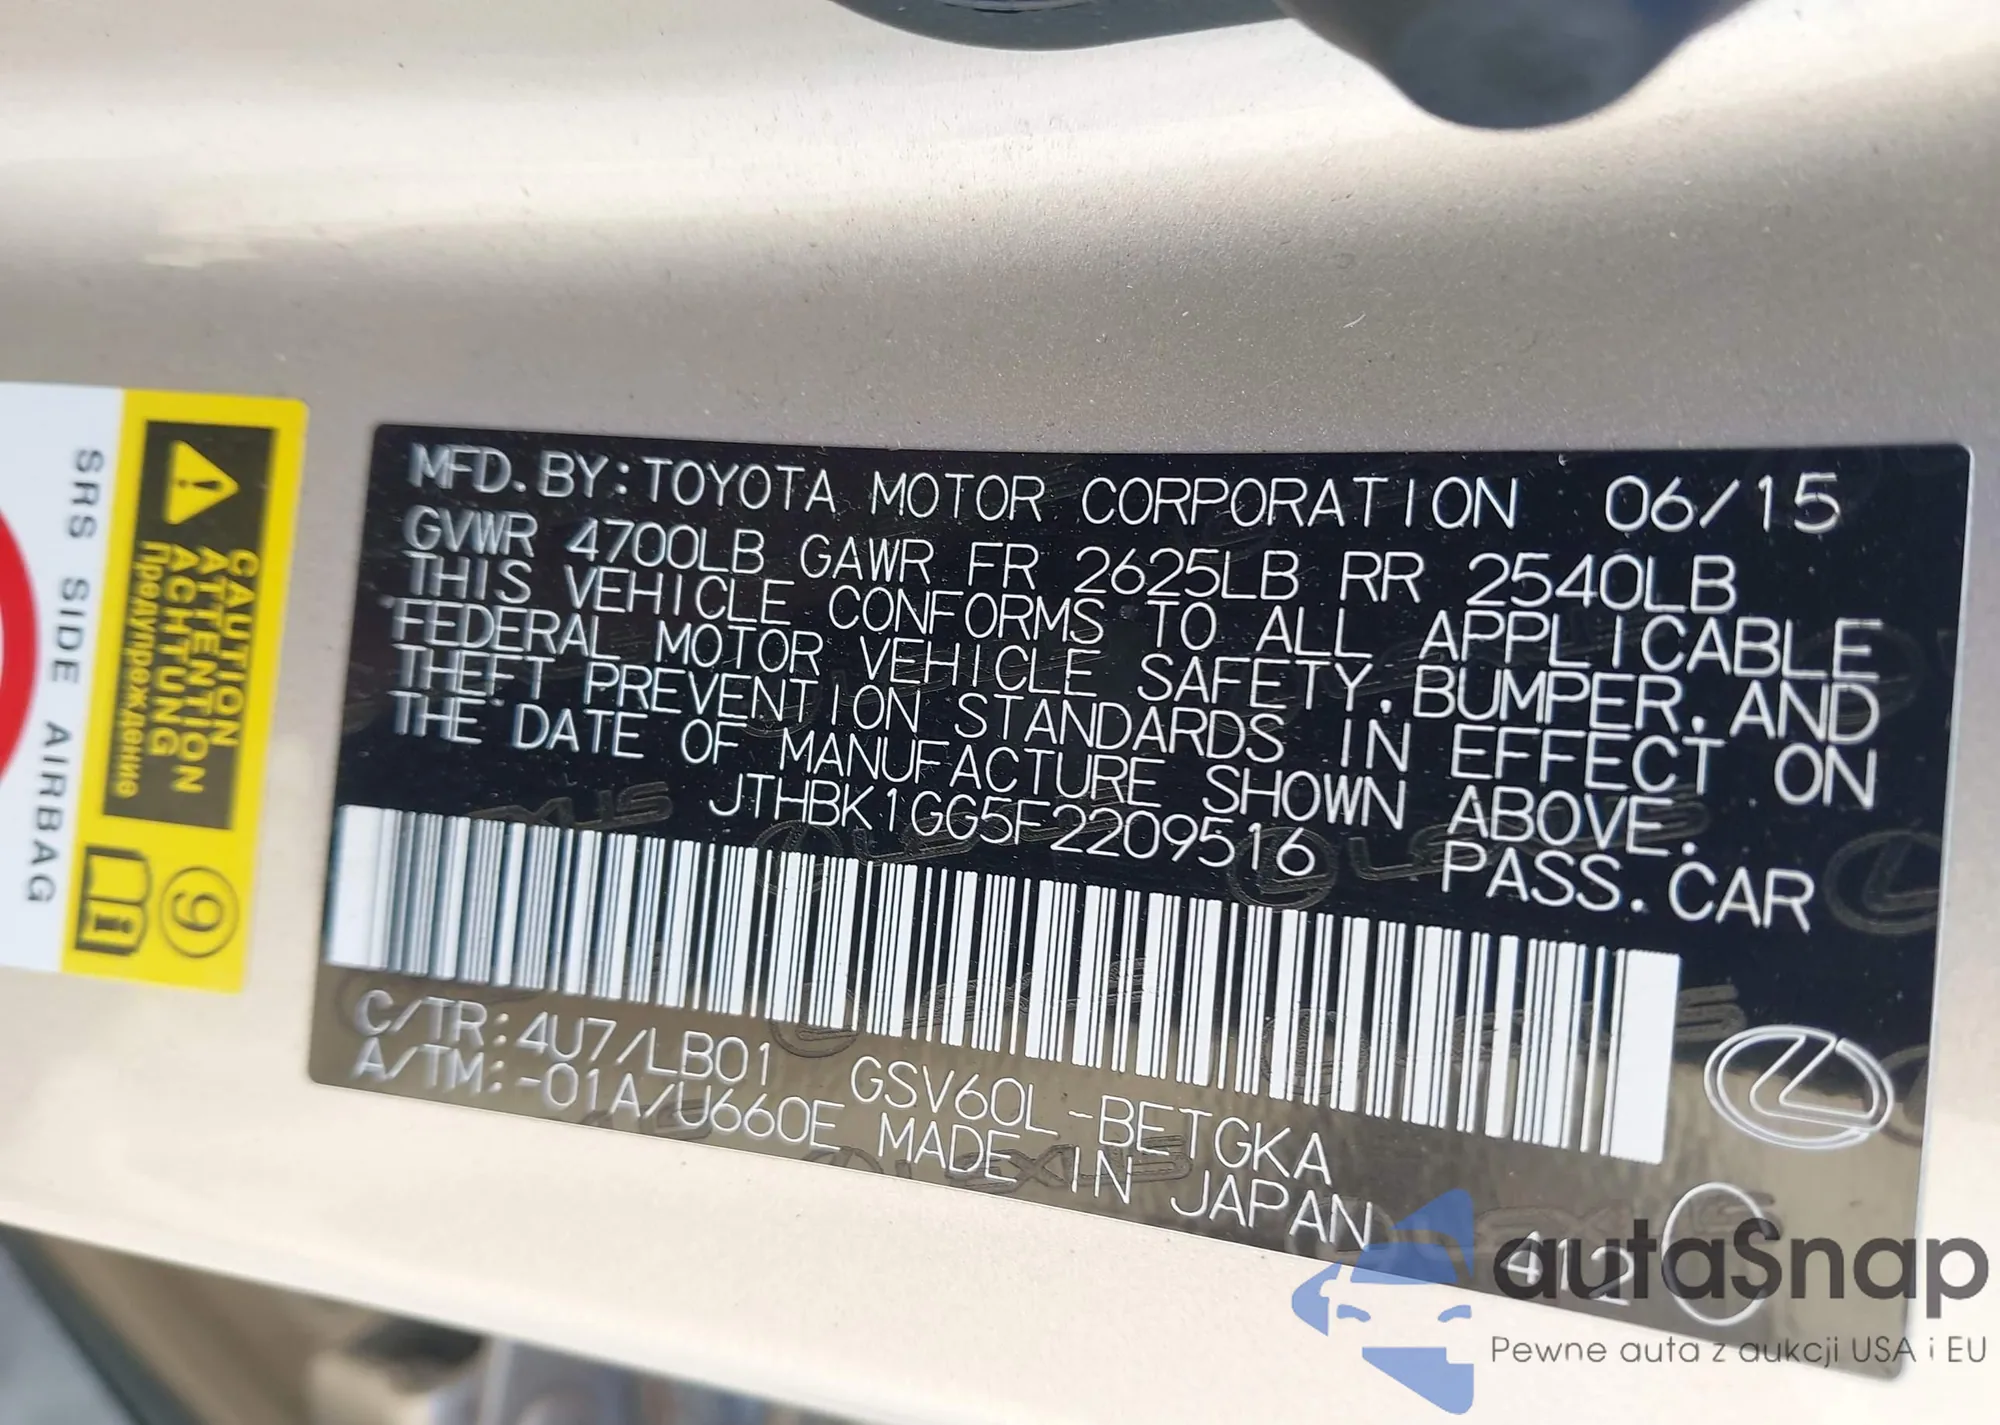 MFD. BY: TOYOTA MOTOR CORPORATION 06/15
GVWR 4700LB GAWR FR 2625LB RR 2540LB
THIS VEHICLE CONFORMS TO ALL APPLICABLE
FEDERAL MOTOR VEHICLE SAFETY, BUMPER, AND
THEFT PREVENTION STANDARDS IN EFFECT ON
THE DATE OF MANUFACTURE SHOWN ABOVE.
JTHBK1GG5F2209516 PASS. CAR
C/TR: 4U7/LB01 GSV60L-BETGKA
A/TM: -01A/U660E MADE IN JAPAN
412
CAUTION
ATTENTION
ACHTUNG
Предупреждение
9
SRS SIDE AIRBAG
autaSnap
Pewne auta z aukcji USA i EU